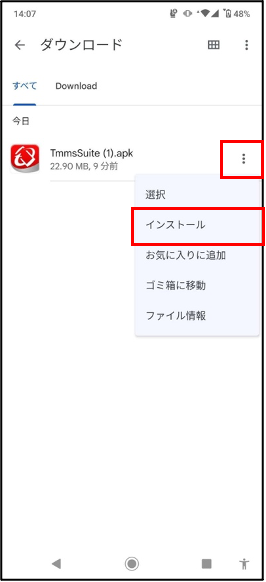 14:07
48%
ダウンロード
すべて
Download
今日
TmmsSuite (1).apk
22.90 MB, 9 分前
選択
インストール
お気に入りに追加
ゴミ箱に移動
ファイル情報